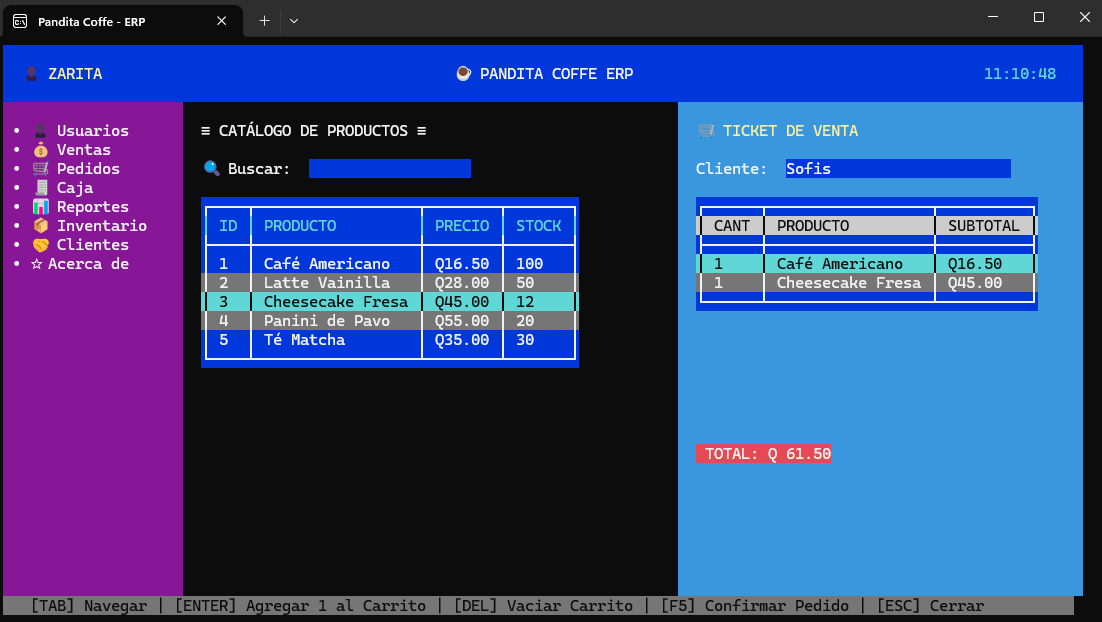 Pandita Coffe - ERP
ZARITA
PANDITA COFFE ERP
11:10:48
• Usuarios
• Ventas
• Pedidos
• Caja
• Reportes
• Inventario
• Clientes
• ☆ Acerca de
≡ CATÁLOGO DE PRODUCTOS ≡
Buscar:
ID PRODUCTO PRECIO STOCK
1 Café Americano Q16.50 100
2 Latte Vainilla Q28.00 50
3 Cheesecake Fresa Q45.00 12
4 Panini de Pavo Q55.00 20
5 Té Matcha Q35.00 30
TICKET DE VENTA
Cliente: Sofis
CANT PRODUCTO SUBTOTAL
1 Café Americano Q16.50
1 Cheesecake Fresa Q45.00
TOTAL: Q 61.50
[TAB] Navegar | [ENTER] Agregar 1 al Carrito | [DEL] Vaciar Carrito | [F5] Confirmar Pedido | [ESC] Cerrar